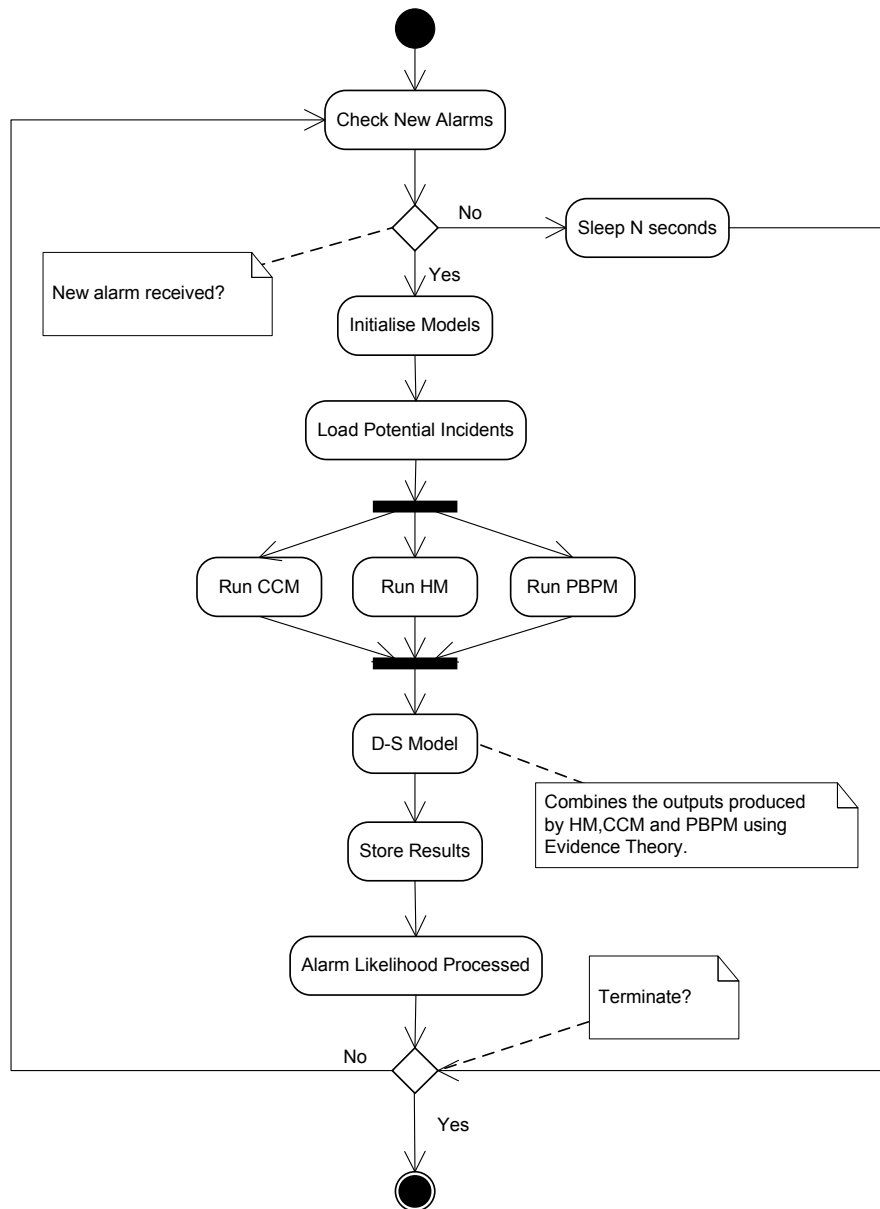 Check New Alarms
No
Sleep N seconds
New alarm received?
Yes
Initialise Models
Load Potential Incidents
Run CCM
Run HM
Run PBPM
D-S Model
Combines the outputs produced
by HM,CCM and PBPM using
Evidence Theory.
Store Results
Alarm Likelihood Processed
Terminate?
No
Yes